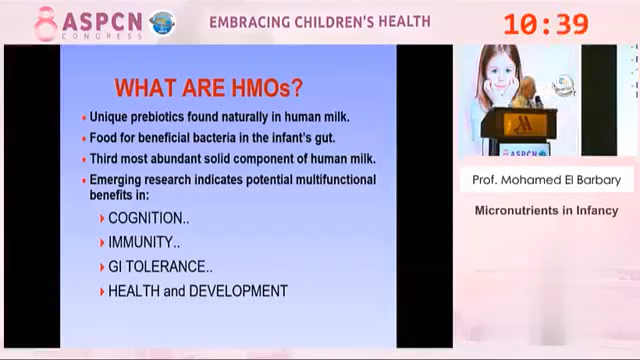 8 ASPCN
CONGRESS
EMBRACING CHILDREN'S HEALTH
10:39
WHAT ARE HMOs?
Unique prebiotics found naturally in human milk.
Food for beneficial bacteria in the infant's gut.
Third most abundant solid component of human milk.
Emerging research indicates potential multifunctional
benefits in:
COGNITION..
IMMUNITY..
GI TOLERANCE..
HEALTH and DEVELOPMENT
ASPCN
Prof. Mohamed El Barbary
Micronutrients in Infancy